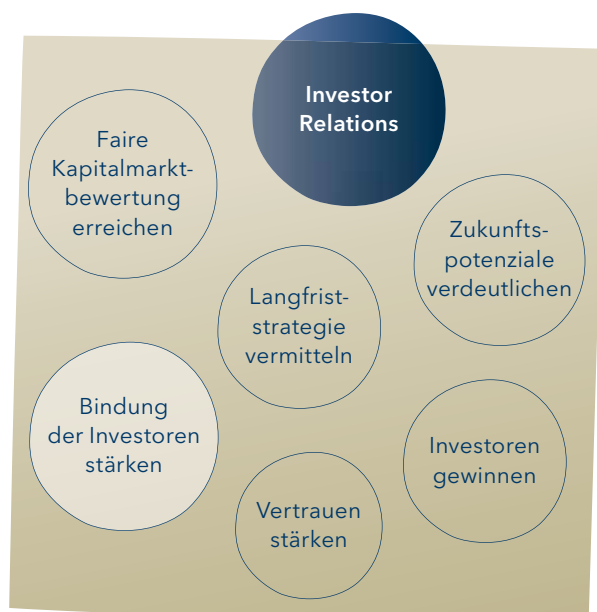 Investor
Relations
Faire
Kapitalmarkt-
bewertung
erreichen
Zukunfts-
potenziale
verdeutlichen
Langfrist-
strategie
vermitteln
Bindung
der Investoren
stärken
Investoren
gewinnen
Vertrauen
stärken